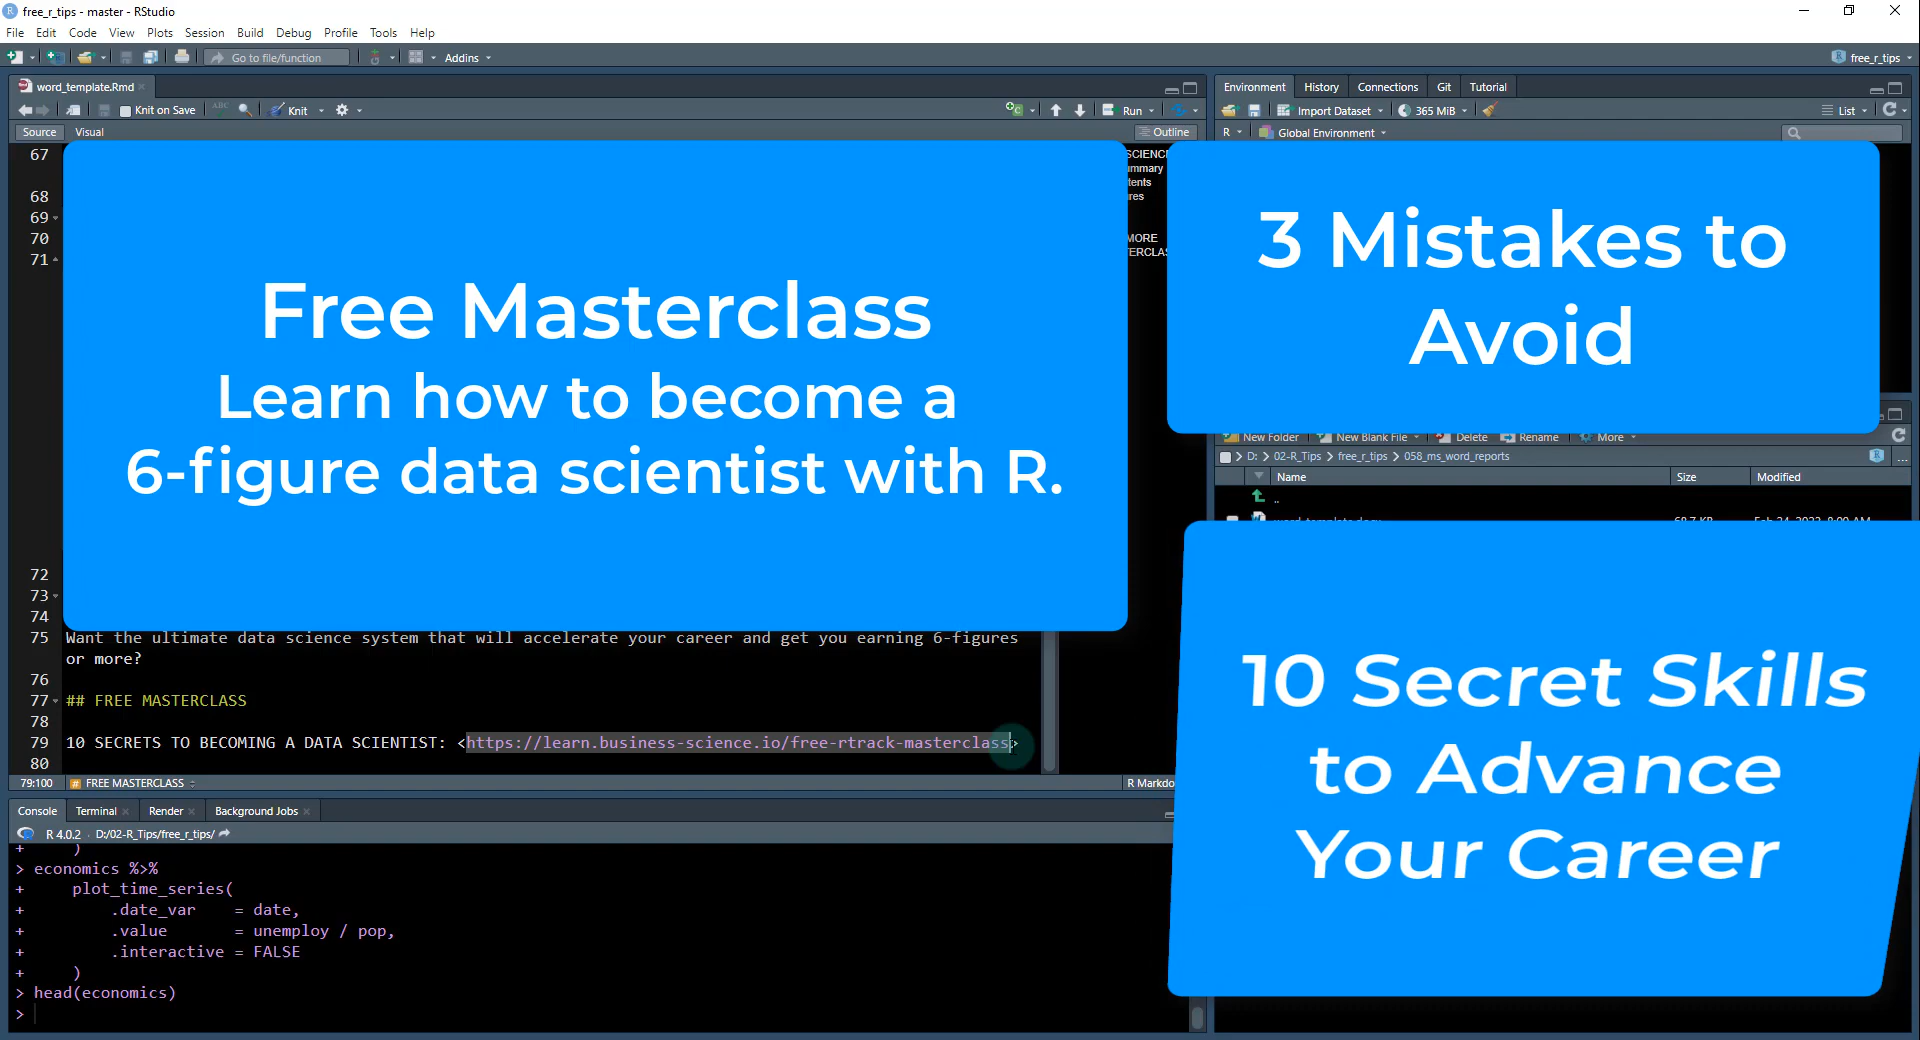 free_r_tips - master - RStudio
File Edit Code View Plots Session Build Debug Profile Tools Help
Go to file/function Addins free_r_tips
word_template.Rmd
Knit on Save ABC Knit Run
Source Visual Outline
67
68
69
70
71
Free Masterclass
Learn how to become a
6-figure data scientist with R.
72
73
74
75 Want the ultimate data science system that will accelerate your career and get you earning 6-figures
or more?
76
77 ## FREE MASTERCLASS
78
79 10 SECRETS TO BECOMING A DATA SCIENTIST: <https://learn.business-science.io/free-rtrack-masterclass>
80
79:100 # FREE MASTERCLASS R Markdo
Console Terminal Render Background Jobs
R 4.0.2 . D:/02-R_Tips/free_r_tips/
+ )
> economics %>%
+ plot_time_series(
+ .date_var = date,
+ .value = unemploy / pop,
+ .interactive = FALSE
+ )
> head(economics)
>
Environment History Connections Git Tutorial
Import Dataset 365 MiB List
R Global Environment
3 Mistakes to
Avoid
New Folder New Blank File Delete Rename More
D: > 02-R_Tips > free_r_tips > 058_ms_word_reports ...
Name Size Modified
..
10 Secret Skills
to Advance
Your Career